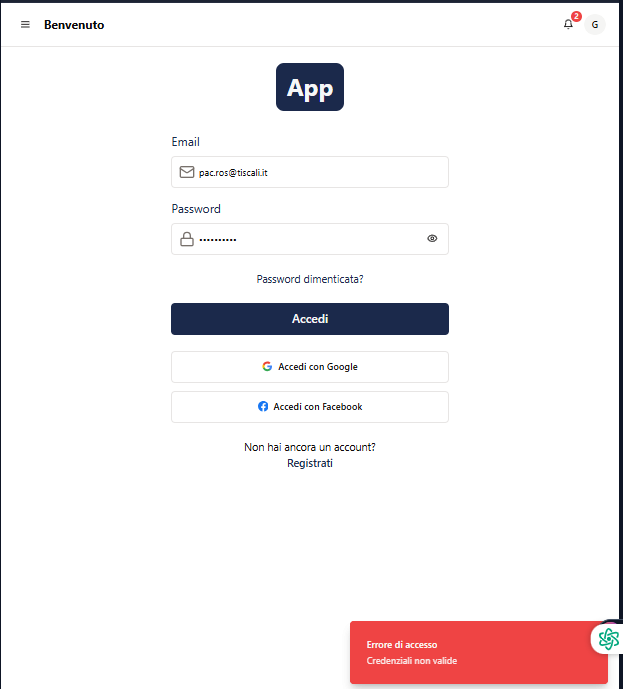 Benvenuto
2
G
App
Email
pac.ros@tiscali.it
Password
••••••••••
Password dimenticata?
Accedi
Accedi con Google
Accedi con Facebook
Non hai ancora un account?
Registrati
Errore di accesso
Credenziali non valide